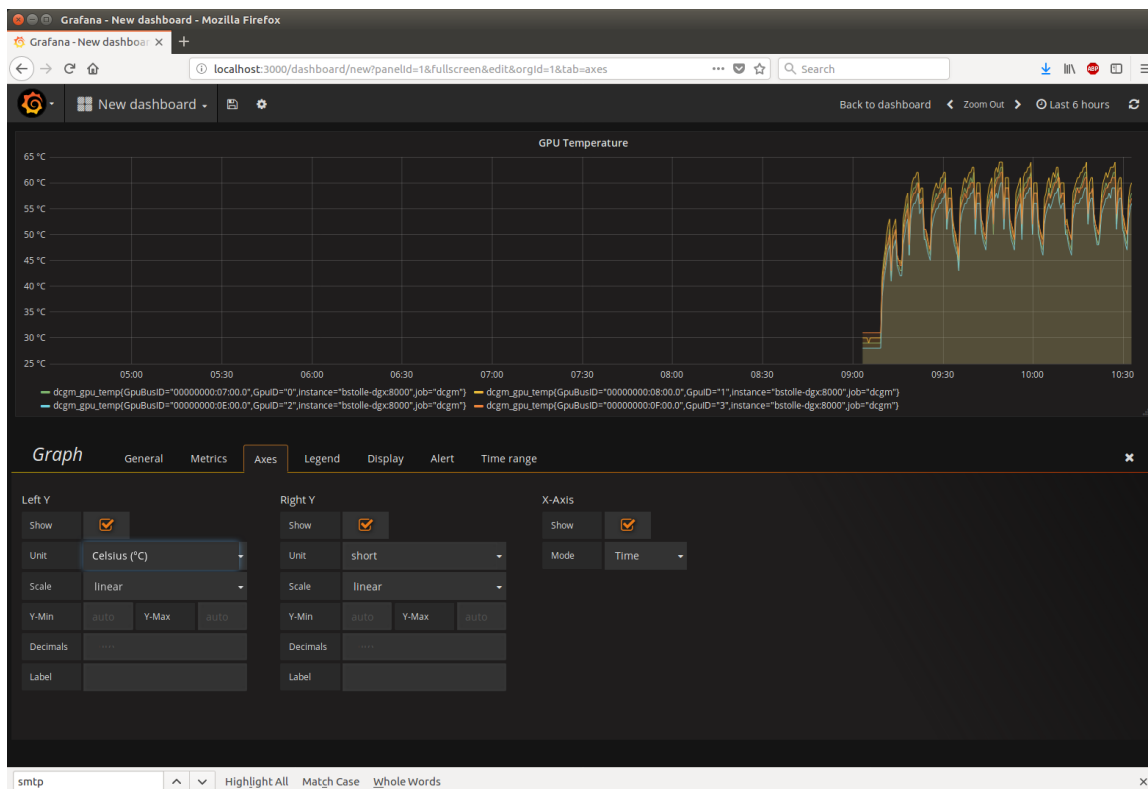 Grafana - New dashboard - Mozilla Firefox
Grafana - New dashboar × +
localhost:3000/dashboard/new?panelId=1&fullscreen&edit&orgId=1&tab=axes ... Search ABP
New dashboard Back to dashboard Zoom Out Last 6 hours
GPU Temperature
65 °C
60 °C
55 °C
50 °C
45 °C
40 °C
35 °C
30 °C
25 °C
05:00 05:30 06:00 06:30 07:00 07:30 08:00 08:30 09:00 09:30 10:00 10:30
dcgm_gpu_temp{GpuBusID="00000000:07:00.0",GpuID="0",instance="bstolle-dgx:8000",job="dcgm"} dcgm_gpu_temp{GpuBusID="00000000:08:00.0",GpuID="1",instance="bstolle-dgx:8000",job="dcgm"}
dcgm_gpu_temp{GpuBusID="00000000:0E:00.0",GpuID="2",instance="bstolle-dgx:8000",job="dcgm"} dcgm_gpu_temp{GpuBusID="00000000:0F:00.0",GpuID="3",instance="bstolle-dgx:8000",job="dcgm"}
Graph General Metrics Axes Legend Display Alert Time range
Left Y Right Y X-Axis
Show Show Show
Unit Celsius (°C) Unit short Mode Time
Scale linear Scale linear
Y-Min auto Y-Max auto Y-Min auto Y-Max auto
Decimals Decimals
Label Label
smtp Highlight All Match Case Whole Words